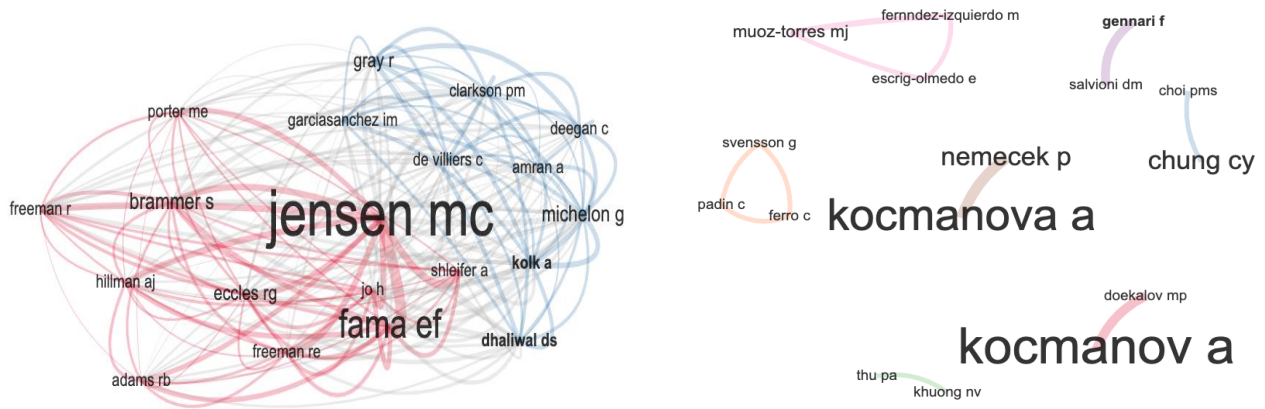 gray r
clarkson pm
porter me
garciasanchez im
deegan c
de villiers c
amran a
brammer s
freeman r
jensen mc
michelon g
shleifer a
kolk a
hillman aj
eccles rg
jo h
fama ef
dhaliwal ds
freeman re
adams rb
fernndez-izquierdo m
muoz-torres mj
gennari f
escrig-olmedo e
salvioni dm
choi pms
svensson g
nemecek p
chung cy
padin c
ferro c
kocmanova a
doekalov mp
kocmanov a
thu pa
khuong nv